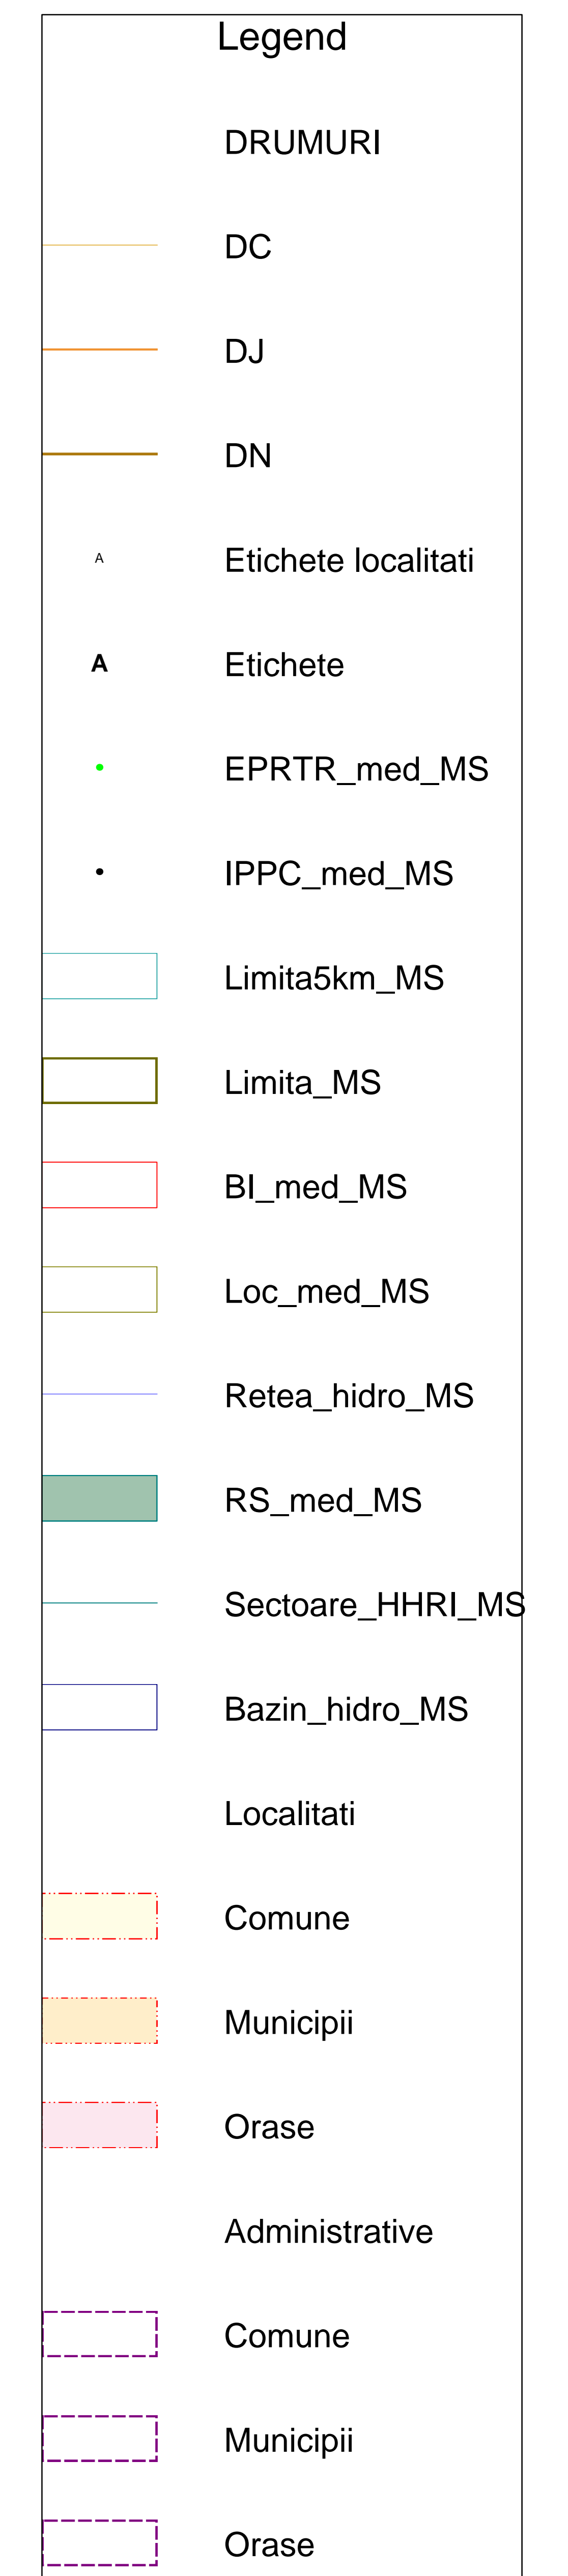 Legend
DRUMURI
DC
DJ
DN
A Etichete localitati
A Etichete
EPRTR_med_MS
IPPC_med_MS
Limita5km_MS
Limita_MS
BI_med_MS
Loc_med_MS
Retea_hidro_MS
RS_med_MS
Sectoare_HHRI_MS
Bazin_hidro_MS
Localitati
Comune
Municipii
Orase
Administrative
Comune
Municipii
Orase